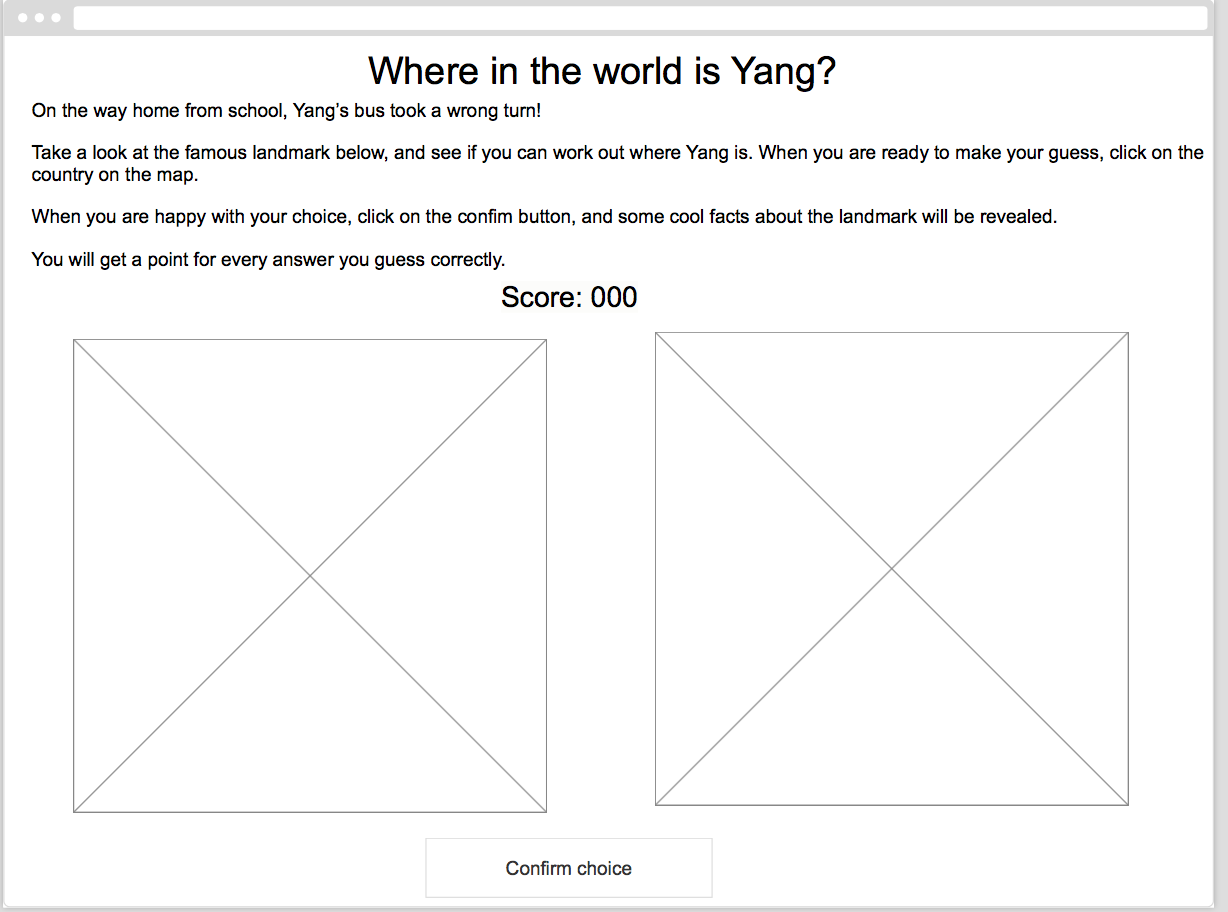 Where in the world is Yang?
On the way home from school, Yang's bus took a wrong turn!
Take a look at the famous landmark below, and see if you can work out where Yang is. When you are ready to make your guess, click on the
country on the map.
When you are happy with your choice, click on the confim button, and some cool facts about the landmark will be revealed.
You will get a point for every answer you guess correctly.
Score: 000
Confirm choice